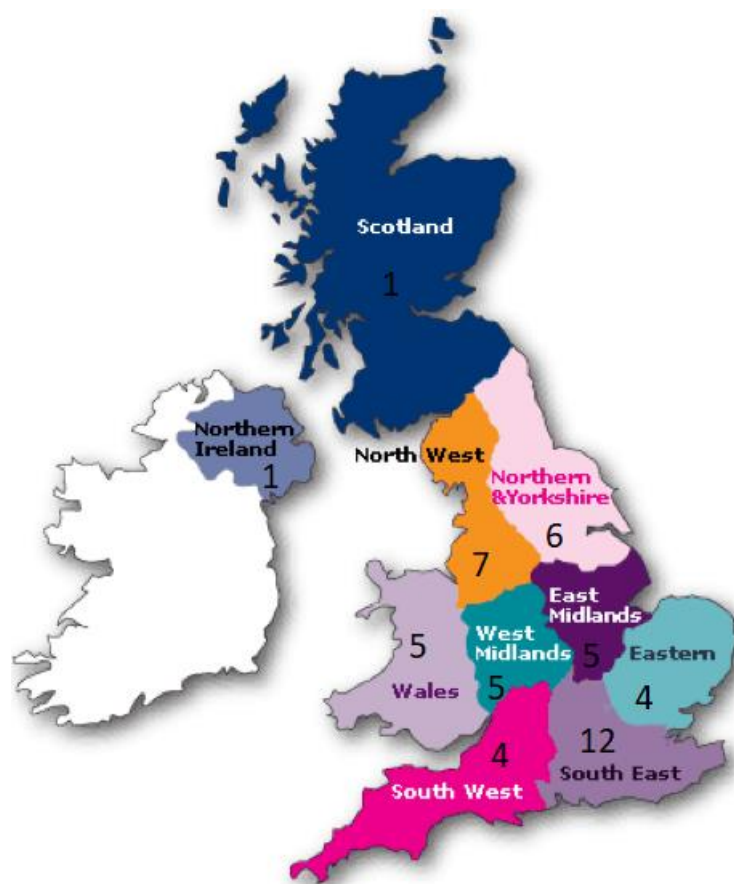 Scotland
1
Northern
Ireland
1
North West
7
Northern
&Yorkshire
6
East
Midlands
5
West
Midlands
5
Eastern
4
5
Wales
12
South East
4
South West